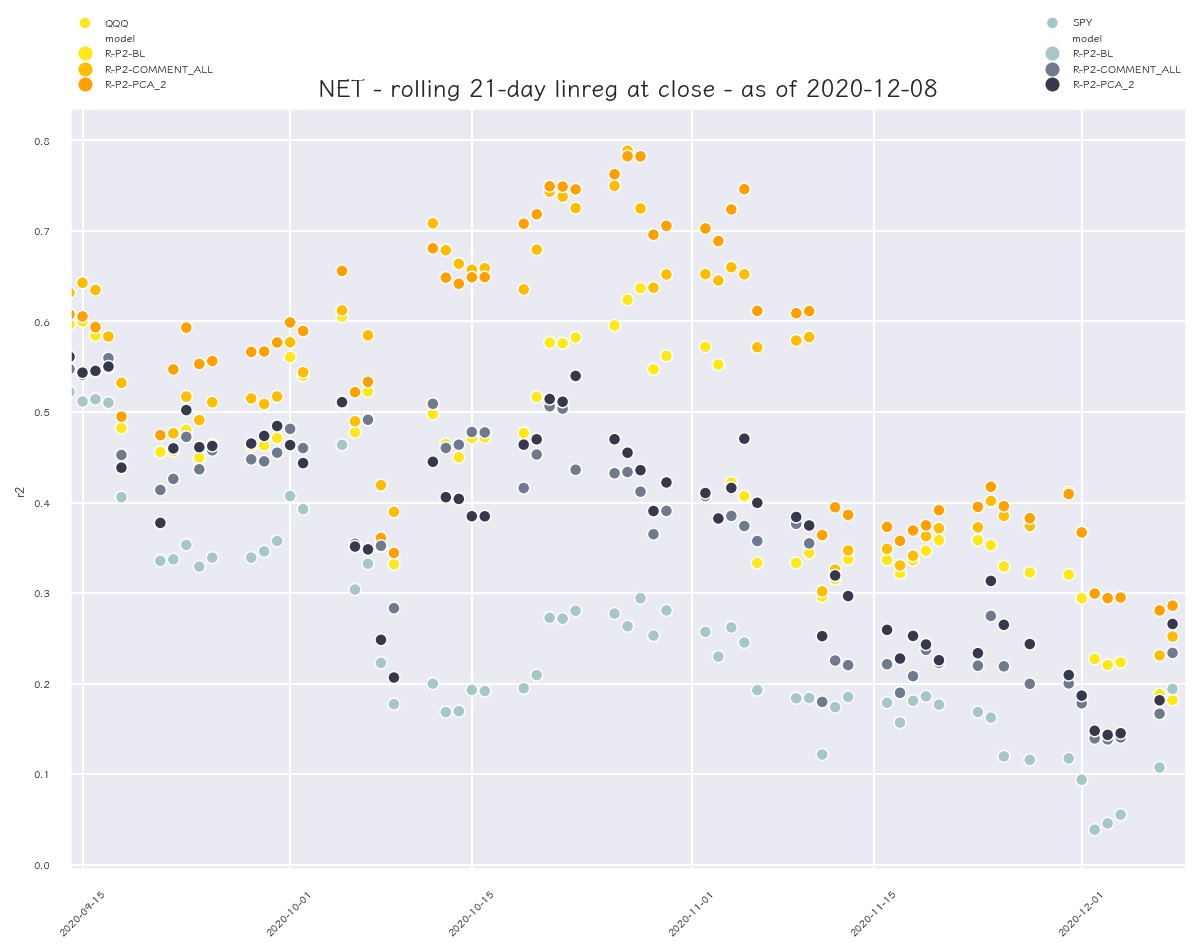 QQQ
model
R-P2-BL
R-P2-COMMENT_ALL
R-P2-PCA_2
SPY
model
R-P2-BL
R-P2-COMMENT_ALL
R-P2-PCA_2
NET - rolling 21-day linreg at close - as of 2020-12-08
0.8
0.7
0.6
0.5
0.4
0.3
0.2
0.1
0.0
r2
2020-09-15
2020-10-01
2020-10-15
2020-11-01
2020-11-15
2020-12-01